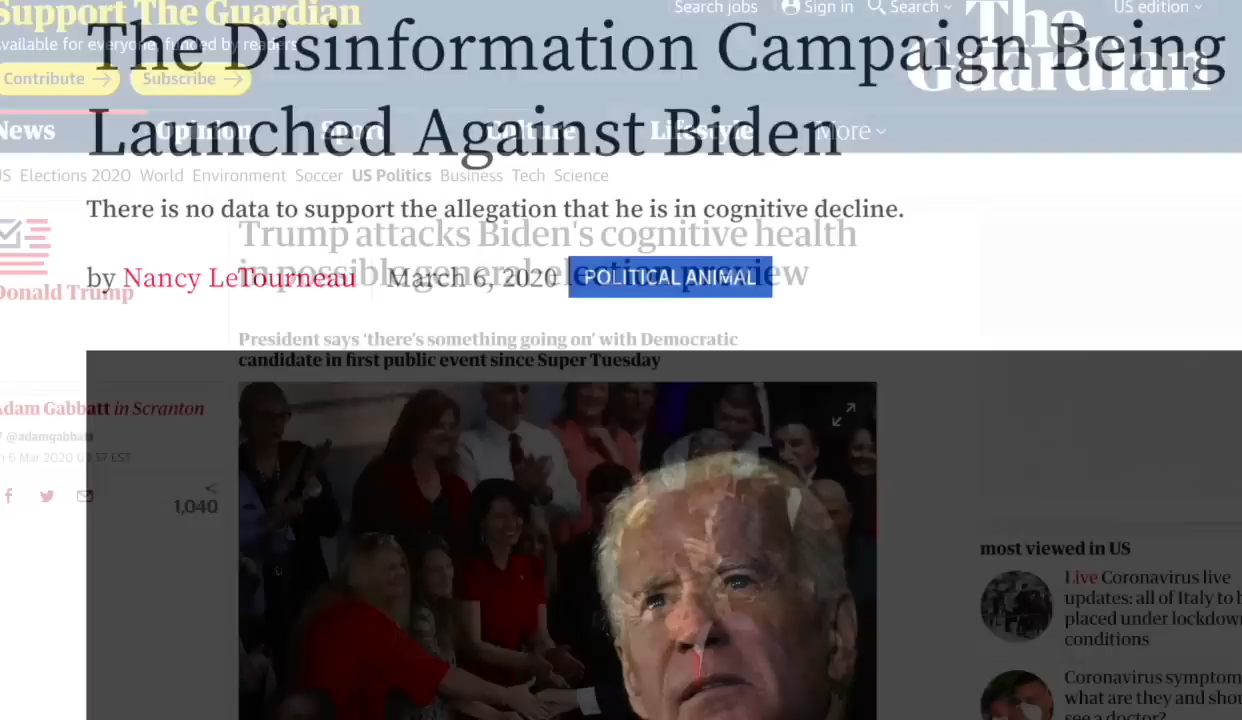 Support The Guardian
Available for everyone, funded by readers
Contribute →
Subscribe →
Search jobs
Sign in
Search
US edition
The
Guardian
The Disinformation Campaign Being
Launched Against Biden
News
Opinion
Sport
Culture
Lifestyle
More
US Elections 2020 World Environment Soccer US Politics Business Tech Science
There is no data to support the allegation that he is in cognitive decline.
Trump attacks Biden's cognitive health
in possible general election preview
by Nancy LeTourneau
March 6, 2020
POLITICAL ANIMAL
Donald Trump
President says 'there's something going on' with Democratic
candidate in first public event since Super Tuesday
Adam Gabbatt in Scranton
@adamgabbatt
Fri 6 Mar 2020 EST
1,040
most viewed in US
Live Coronavirus live
updates: all of Italy to
placed under lockdown
conditions
Coronavirus symptom
what are they and
see a doctor?